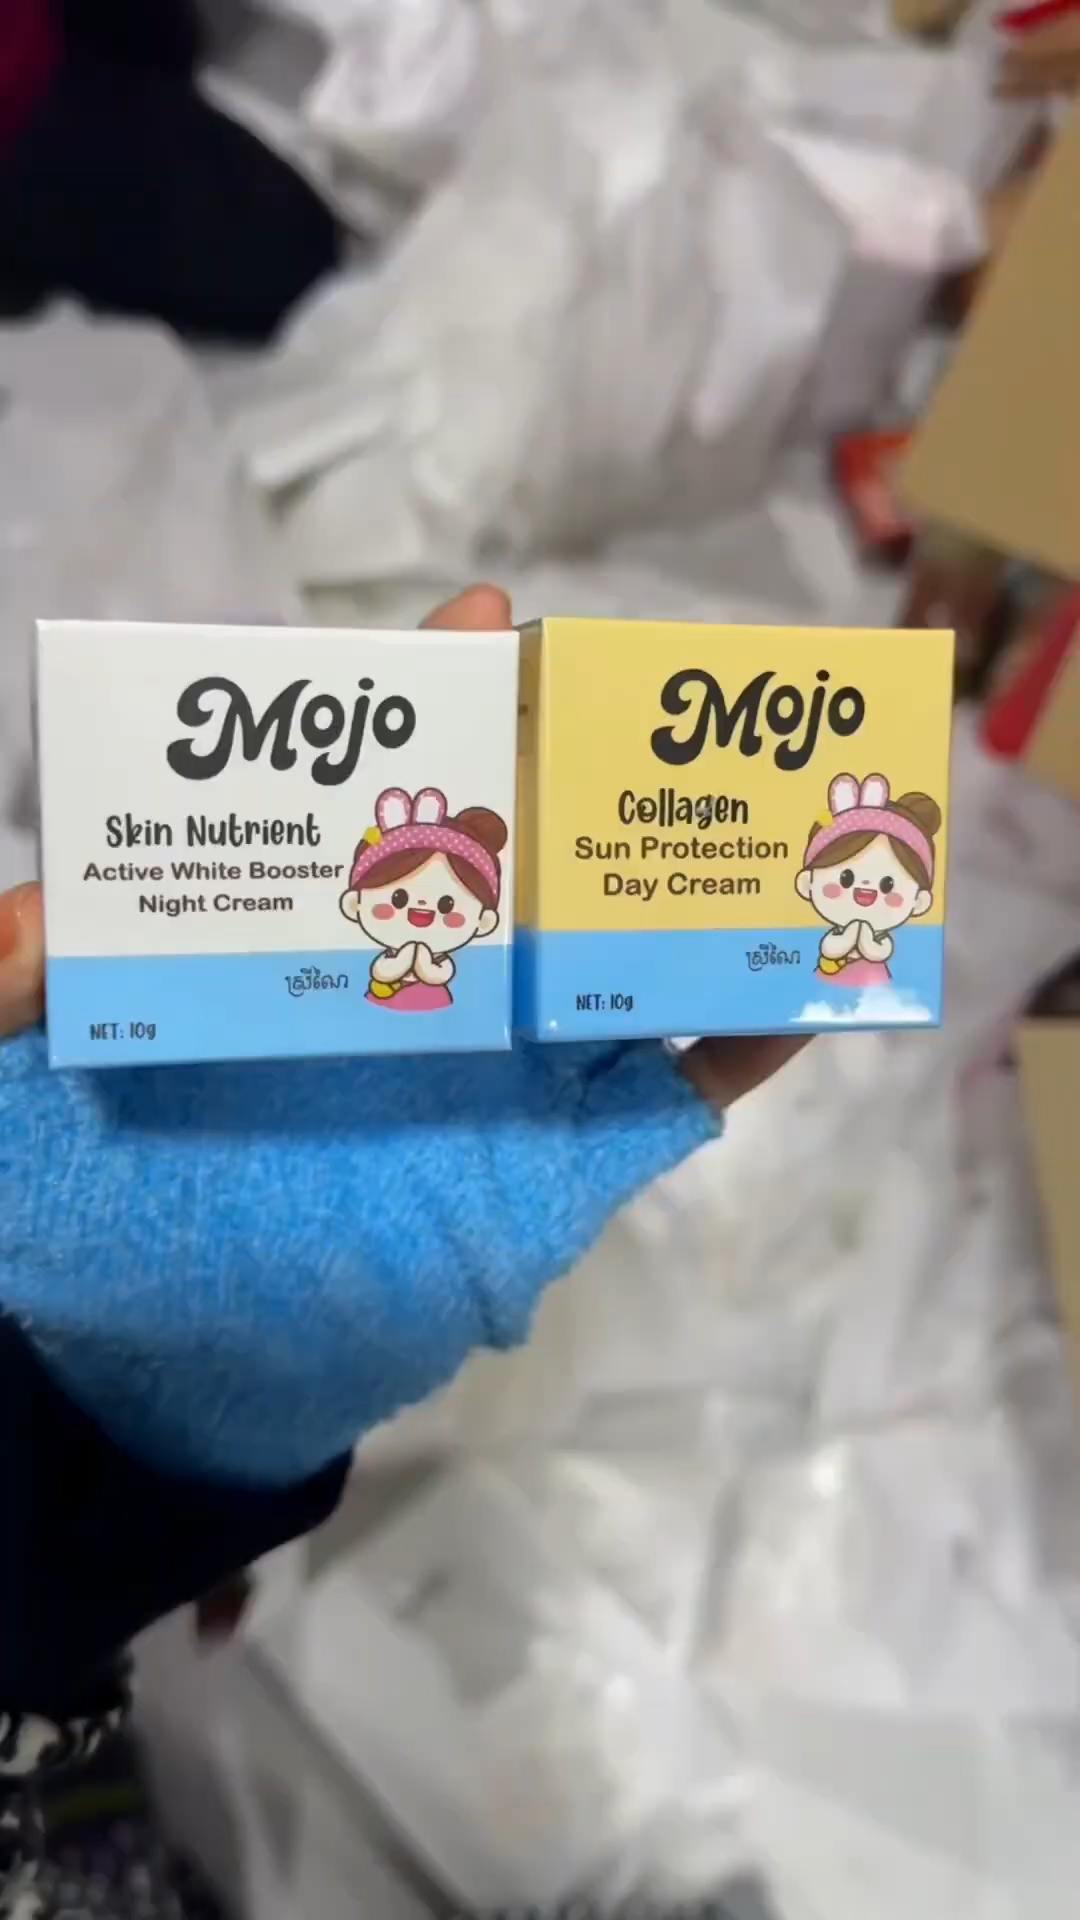 Mojo
Skin Nutrient
Active White Booster
Night Cream
ស្រីណៃ
NET: 10g
Mojo
Collagen
Sun Protection
Day Cream
ស្រីណៃ
NET: 10g